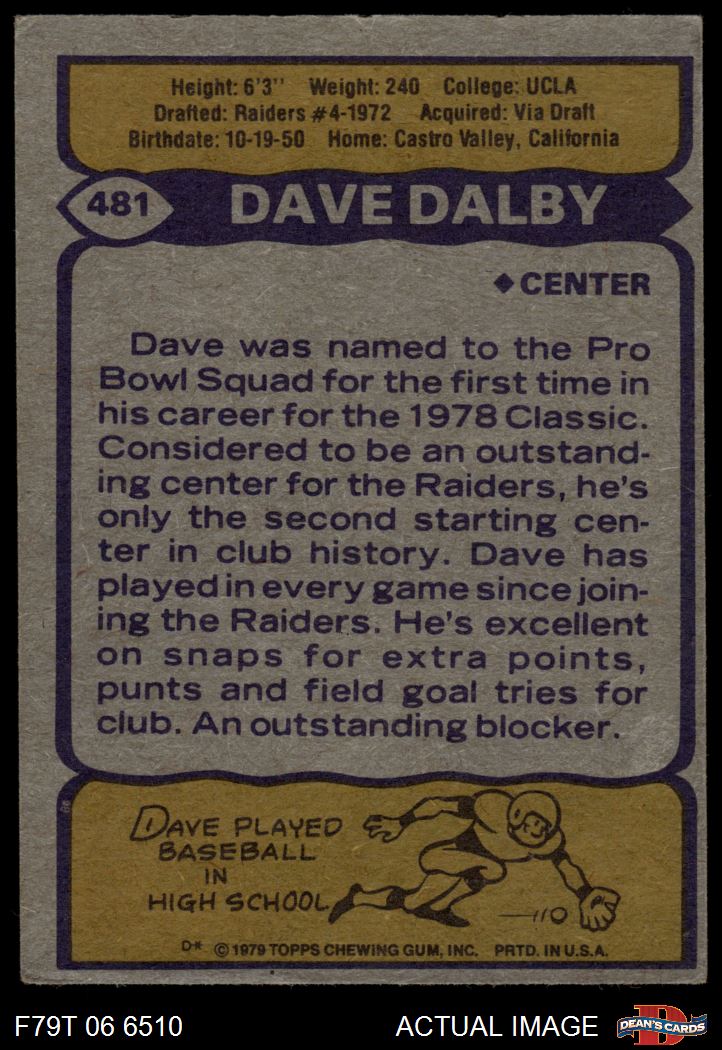 Height: 6'3'' Weight: 240 College: UCLA
Drafted: Raiders #4-1972 Acquired: Via Draft
Birthdate: 10-19-50 Home: Castro Valley, California
481 DAVE DALBY
◆ CENTER
Dave was named to the Pro
Bowl Squad for the first time in
his career for the 1978 Classic.
Considered to be an outstand-
ing center for the Raiders, he's
only the second starting cen-
ter in club history. Dave has
played in every game since join-
ing the Raiders. He's excellent
on snaps for extra points,
punts and field goal tries for
club. An outstanding blocker.
DAVE PLAYED
BASEBALL
IN
HIGH SCHOOL
D* © 1979 TOPPS CHEWING GUM, INC. PRTD. IN U.S.A.
F79T 06 6510 ACTUAL IMAGE DEAN'S CARDS